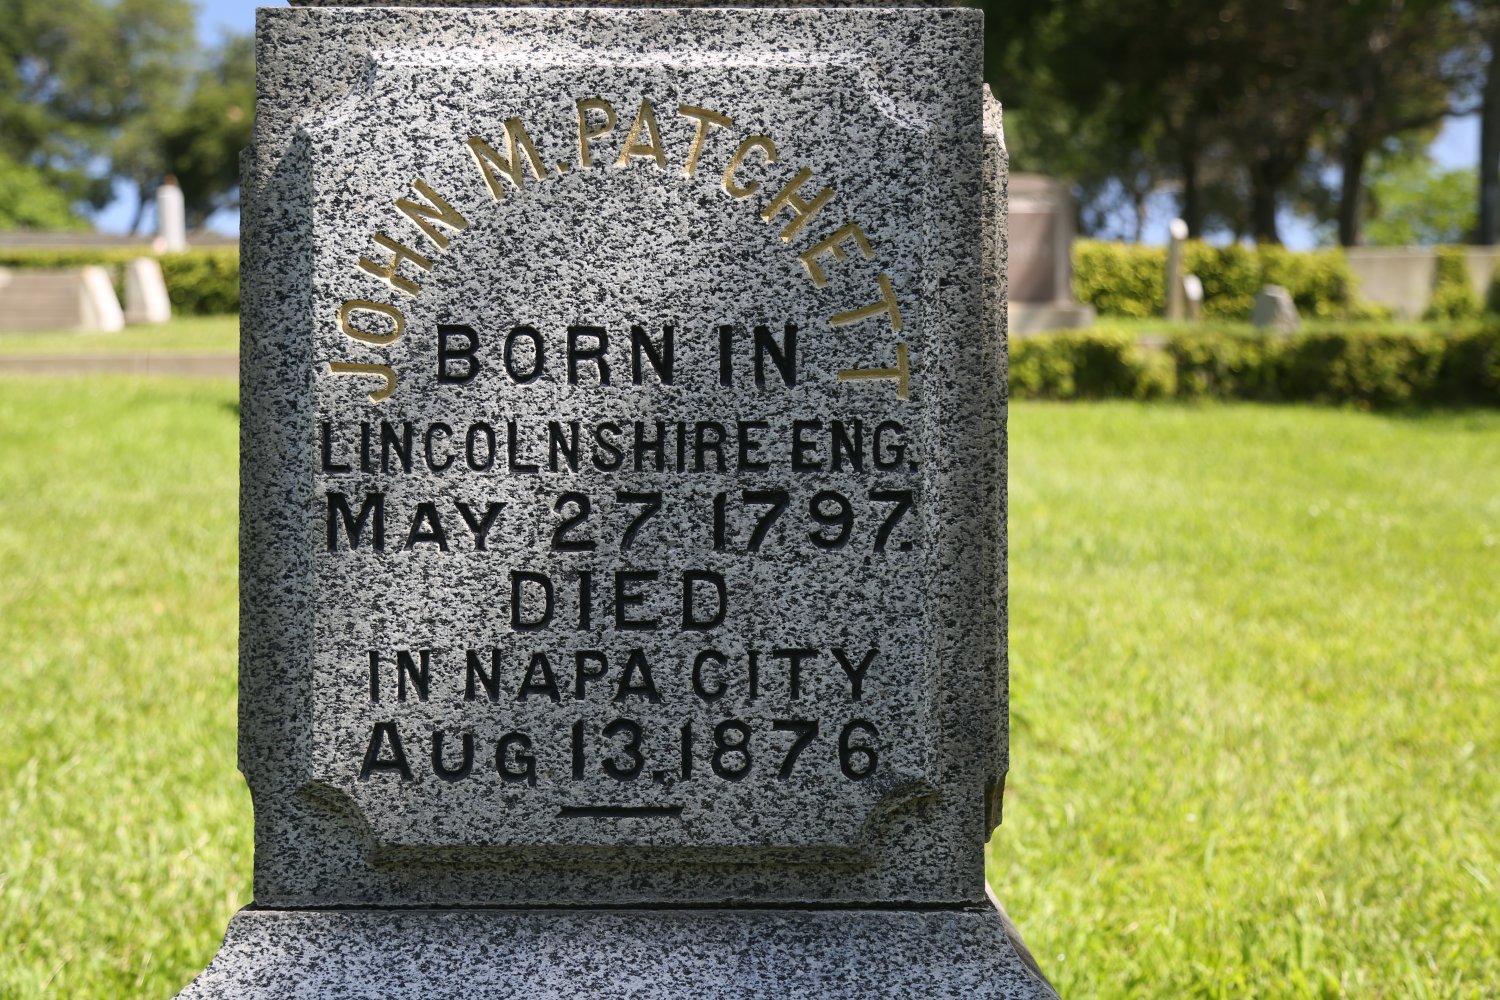 JOHN M. PATCHETT
BORN IN
LINCOLNSHIRE ENG.
MAY 27 1797.
DIED
IN NAPA CITY
AUG 13, 1876